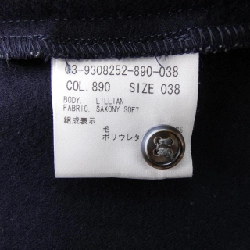 03-9308252-890-038
COL. 890 SIZE 038
BODY. LILLIAN
FABRIC. SAXONY SOFT
組成表示
毛
ポリウレタ